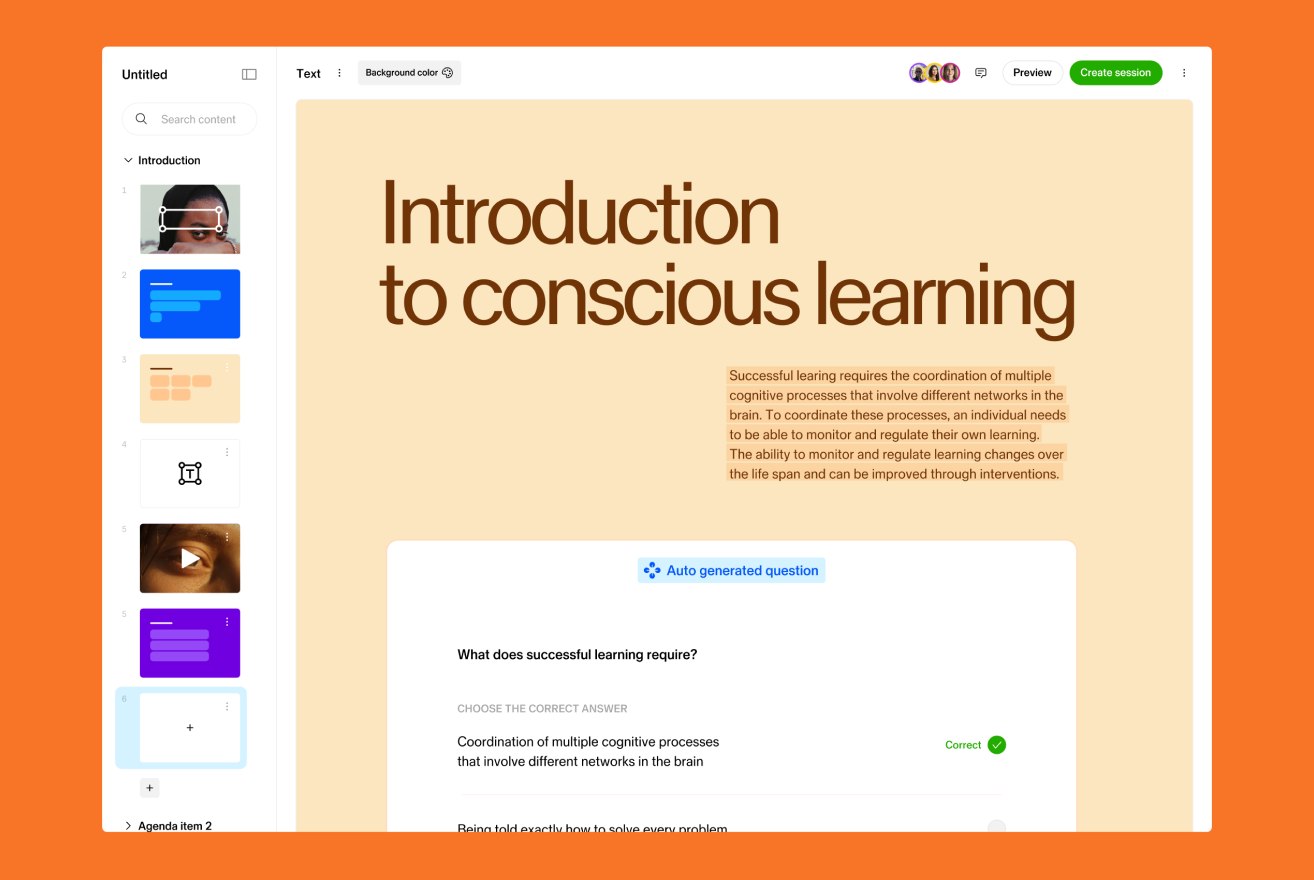 Untitled
Text
Background color
Preview
Create session
Search content
Introduction
1
2
3
4
5
5
6
Agenda item 2
Introduction
to conscious learning
Successful learing requires the coordination of multiple
cognitive processes that involve different networks in the
brain. To coordinate these processes, an individual needs
to be able to monitor and regulate their own learning.
The ability to monitor and regulate learning changes over
the life span and can be improved through interventions.
Auto generated question
What does successful learning require?
CHOOSE THE CORRECT ANSWER
Coordination of multiple cognitive processes
that involve different networks in the brain
Correct
Being told exactly how to solve every problem